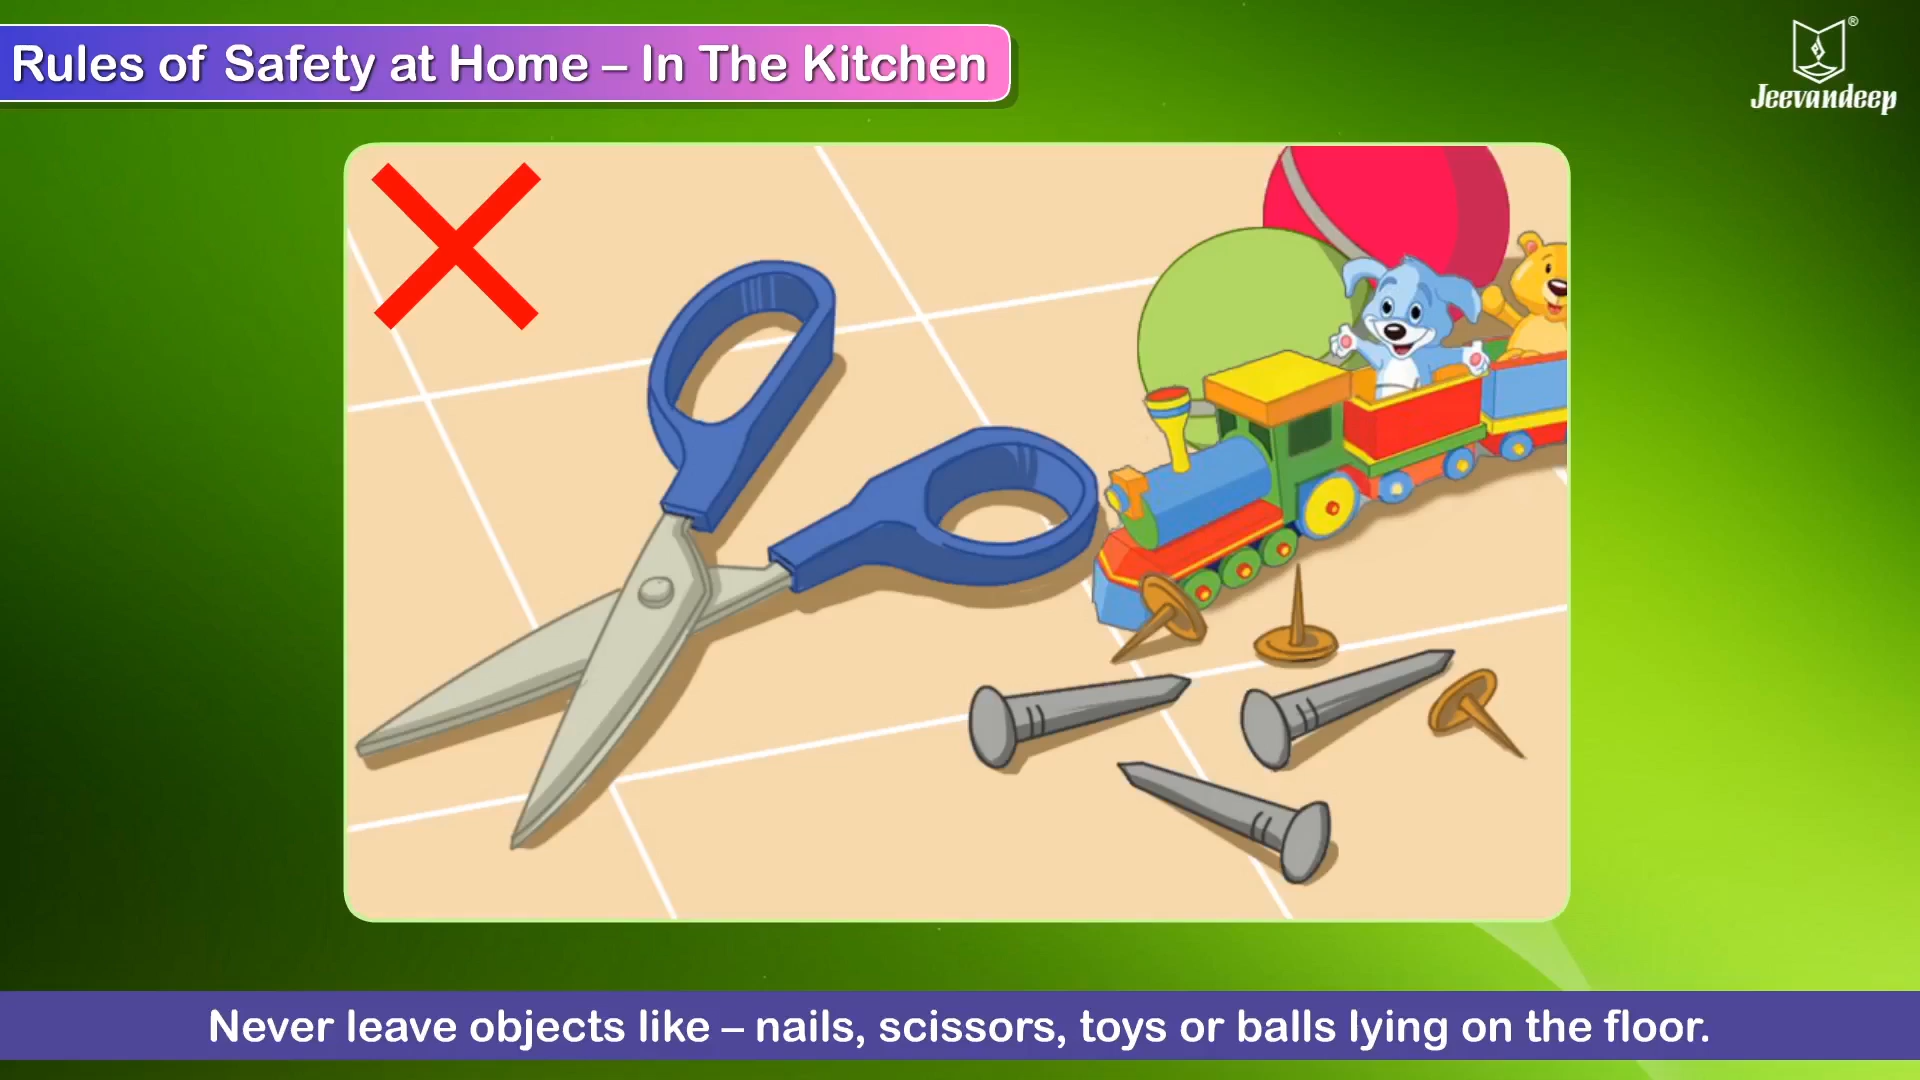 Rules of Safety at Home – In The Kitchen
®
Jeevandeep
Never leave objects like – nails, scissors, toys or balls lying on the floor.